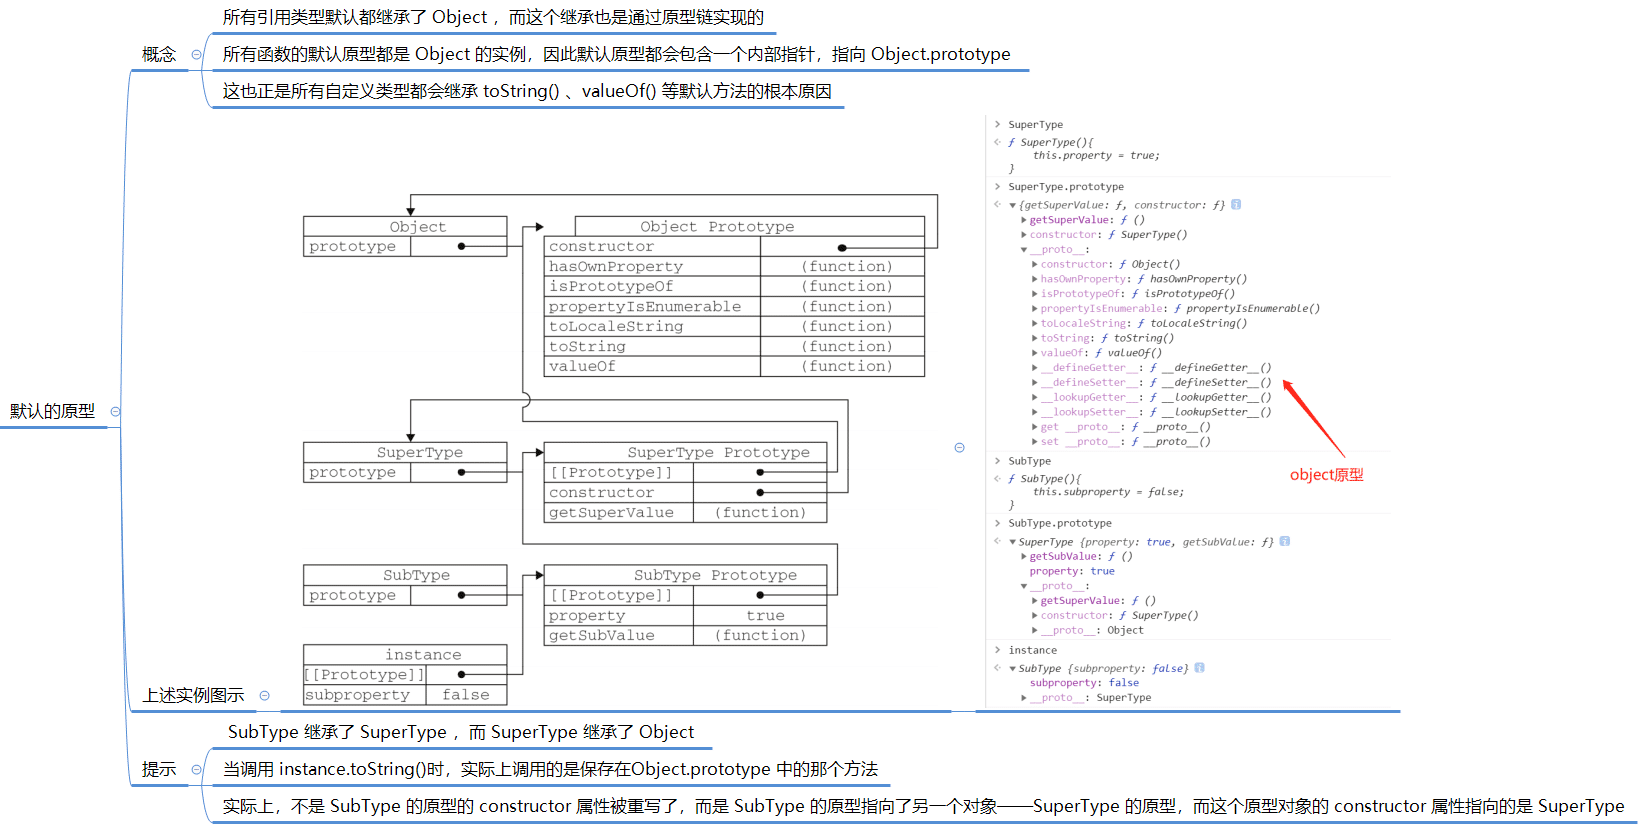 所有引用类型默认都继承了 Object ，而这个继承也是通过原型链实现的
概念
所有函数的默认原型都是 Object 的实例，因此默认原型都会包含一个内部指针，指向 Object.prototype
这也正是所有自定义类型都会继承 toString() 、valueOf() 等默认方法的根本原因
Object
prototype
Object Prototype
constructor
hasOwnProperty (function)
isPrototypeOf (function)
propertyIsEnumerable (function)
toLocaleString (function)
toString (function)
valueOf (function)
SuperType
prototype
SuperType Prototype
[[Prototype]]
constructor
getSuperValue (function)
SubType
prototype
SubType Prototype
[[Prototype]]
property true
getSubValue (function)
instance
[[Prototype]]
subproperty false
> SuperType
< ƒ SuperType(){
this.property = true;
}
> SuperType.prototype
< ▼{getSuperValue: ƒ, constructor: ƒ} i
▶getSuperValue: ƒ ()
▶constructor: ƒ SuperType()
▼__proto__:
▶constructor: ƒ Object()
▶hasOwnProperty: ƒ hasOwnProperty()
▶isPrototypeOf: ƒ isPrototypeOf()
▶propertyIsEnumerable: ƒ propertyIsEnumerable()
▶toLocaleString: ƒ toLocaleString()
▶toString: ƒ toString()
▶valueOf: ƒ valueOf()
▶__defineGetter__: ƒ __defineGetter__()
▶__defineSetter__: ƒ __defineSetter__()
▶__lookupGetter__: ƒ __lookupGetter__()
▶__lookupSetter__: ƒ __lookupSetter__()
▶get __proto__: ƒ __proto__()
▶set __proto__: ƒ __proto__()
object原型
> SubType
< ƒ SubType(){
this.subproperty = false;
}
> SubType.prototype
< ▼SuperType {property: true, getSubValue: ƒ} i
▶getSubValue: ƒ ()
property: true
▼__proto__:
▶getSuperValue: ƒ ()
▶constructor: ƒ SuperType()
▶__proto__: Object
> instance
< ▼SubType {subproperty: false} i
subproperty: false
▶__proto__: SuperType
默认的原型
上述实例图示
SubType 继承了 SuperType ，而 SuperType 继承了 Object
提示
当调用 instance.toString()时，实际上调用的是保存在Object.prototype 中的那个方法
实际上，不是 SubType 的原型的 constructor 属性被重写了，而是 SubType 的原型指向了另一个对象——SuperType 的原型，而这个原型对象的 constructor 属性指向的是 SuperType